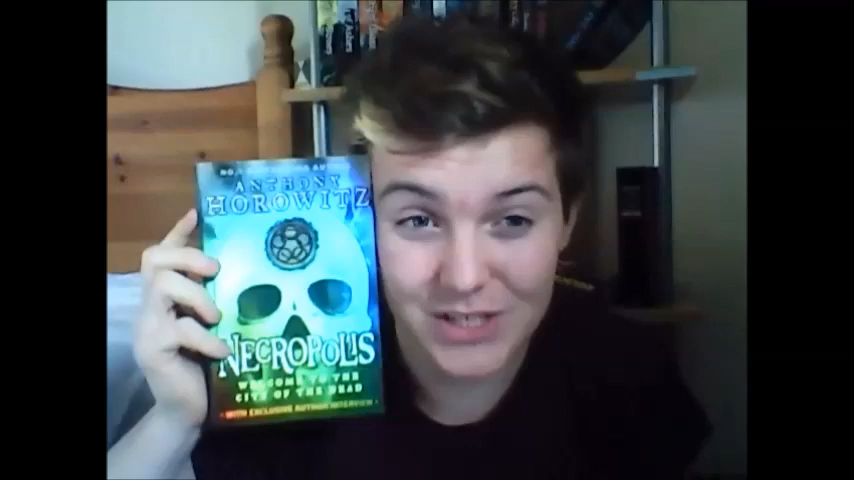 ANTHONY
HOROWITZ
NECROPOLIS
WELCOME TO THE
CITY OF THE DEAD
• WITH EXCLUSIVE AUTHOR INTERVIEW •